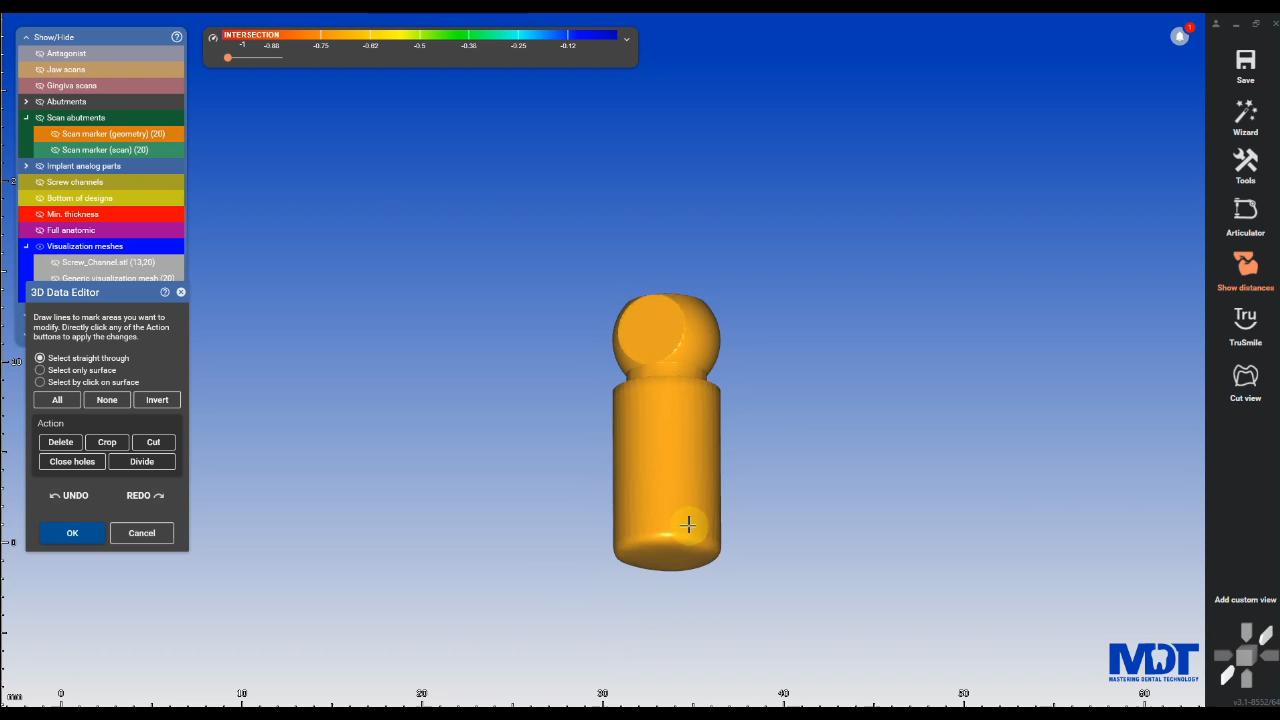 Show/Hide
Antagonist
Jaw scans
Gingiva scans
Abutments
Scan abutments
Scan marker (geometry) (20)
Scan marker (scan) (20)
Implant analog parts
Screw channels
Bottom of designs
Min. thickness
Full anatomic
Visualization meshes
Screw_Channel.stl (13,20)
Generic visualization mesh (20)
3D Data Editor
Draw lines to mark areas you want to
modify. Directly click any of the Action
buttons to apply the changes.
Select straight through
Select only surface
Select by click on surface
All None Invert
Action
Delete Crop Cut
Close holes Divide
UNDO REDO
OK Cancel
INTERSECTION
-1 -0.88 -0.75 -0.62 -0.5 -0.38 -0.25 -0.12
1
Save
Wizard
Tools
Articulator
Show distances
Tru
TruSmile
Cut view
Add custom view
MDT
MASTERING DENTAL TECHNOLOGY
v3.1-8552/64
mm 0 10 20 30 40 50 60